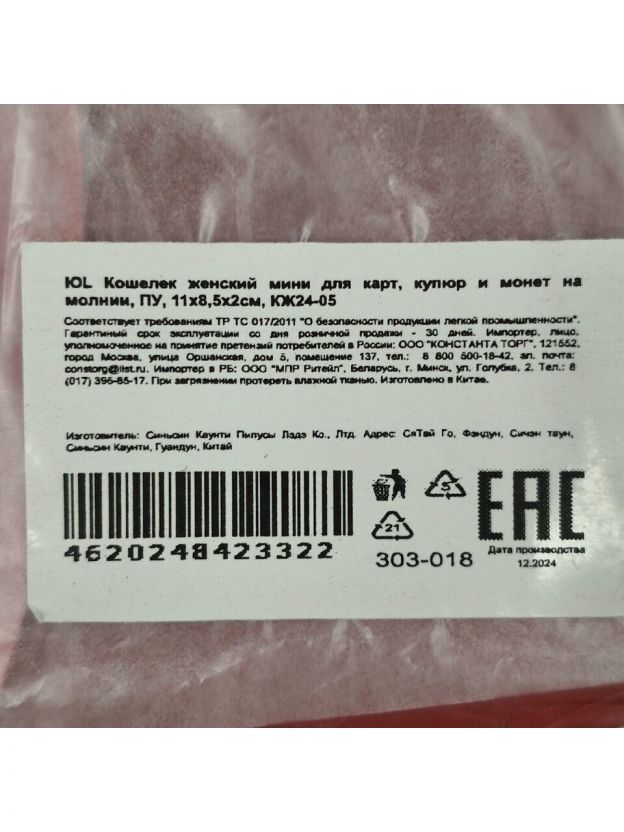 ЮL Кошелек женский мини для карт, купюр и монет на
молнии, ПУ, 11х8,5х2см, КЖ24-05
Соответствует требованиям ТР ТС 017/2011 "О безопасности продукции легкой промышленности".
Гарантиный срок эксплуатации со дня розничной продажи - 30 дней. Импортер, лицо,
уполномоченное на принятие претензий потребителей в России: ООО "КОНСТАНТА ТОРГ", 121552,
город Москва, улица Оршанская, дом 5, помещение 137, тел.: 8 800 500-18-42, эл. почта:
constorg@list.ru. Импортер в РБ: ООО "МПР Ритейл", Беларусь, г. Минск, ул. Голубка, 2. Тел.: 8
(017) 396-85-17. При загрязнении протереть влажной тканью. Изготовлено в Китае.
Изготовитель: Синьсин Каунти Пилусы Лэдэ Ко., Лтд. Адрес: СяТай Го, Фэндун, Сичэн таун,
Синьсин Каунти, Гуандун, Китай
4620248423322
5
21
303-018
EAC
Дата производства
12.2024